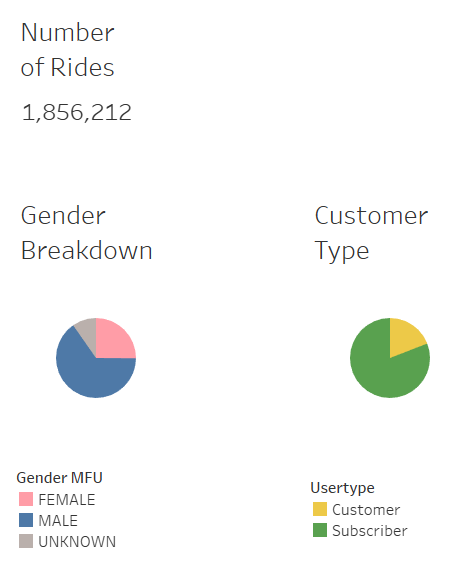 Number
of Rides
1,856,212
Gender
Breakdown
Customer
Type
Gender MFU
FEMALE
MALE
UNKNOWN
Usertype
Customer
Subscriber